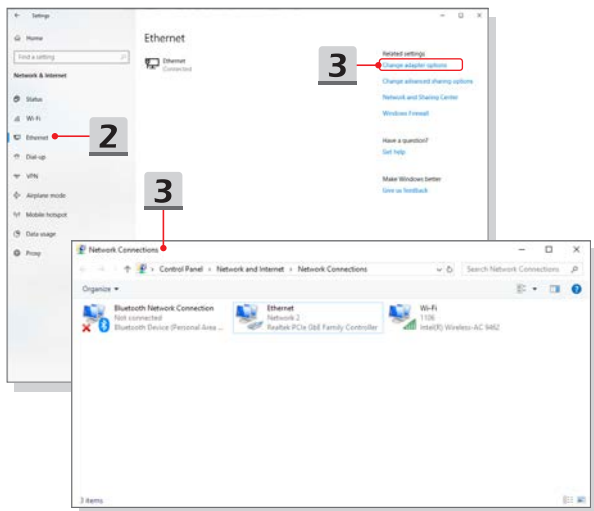 Settings
Home
Find a setting
Network & Internet
Status
Wi-Fi
Ethernet
Dial-up
VPN
Airplane mode
Mobile hotspot
Data usage
Proxy
2
Ethernet
Ethernet
Connected
3
Related settings
Change adapter options
Change advanced sharing options
Network and Sharing Center
Windows Firewall
Have a question?
Get help
Make Windows better
Give us feedback
3
Network Connections
Control Panel › Network and Internet › Network Connections
Search Network Connections
Organize
Bluetooth Network Connection
Not connected
Bluetooth Device (Personal Area ...
Ethernet
Network 2
Realtek PCIe GbE Family Controller
Wi-Fi
1106
Intel(R) Wireless-AC 9462
3 items